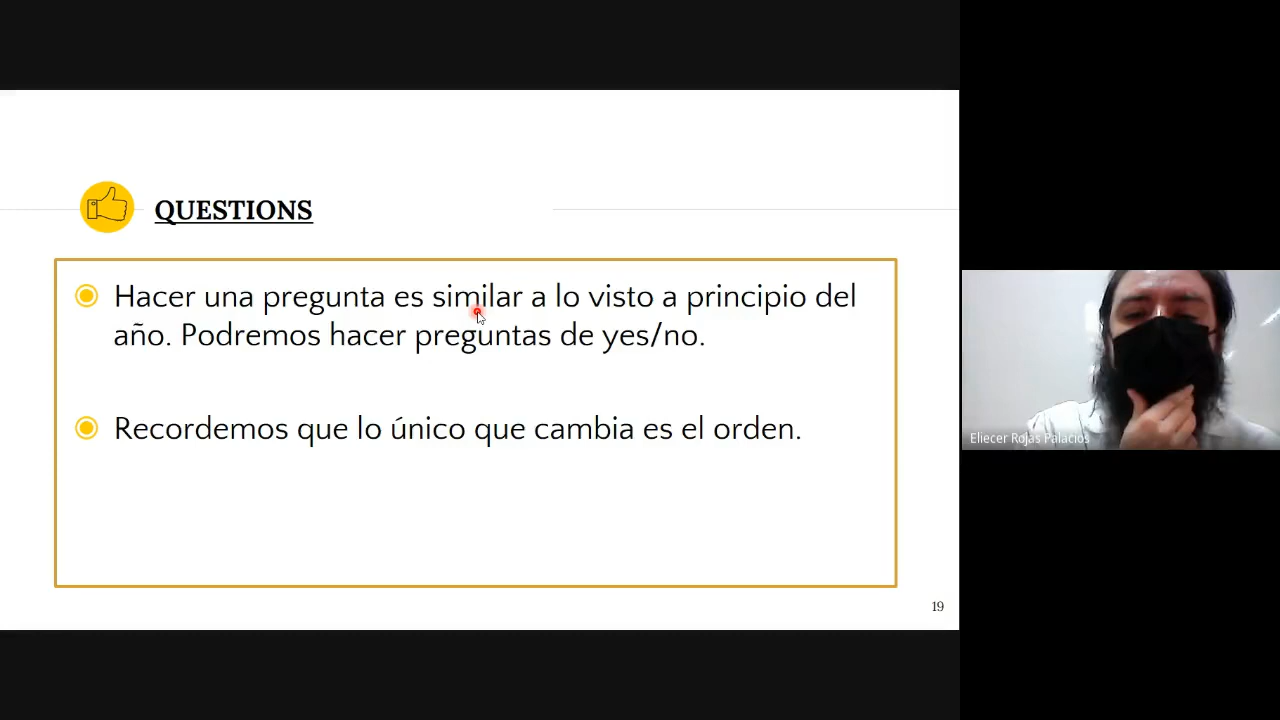 QUESTIONS
Hacer una pregunta es similar a lo visto a principio del
año. Podremos hacer preguntas de yes/no.
Recordemos que lo único que cambia es el orden.
19
Eliecer Rojas Palacios